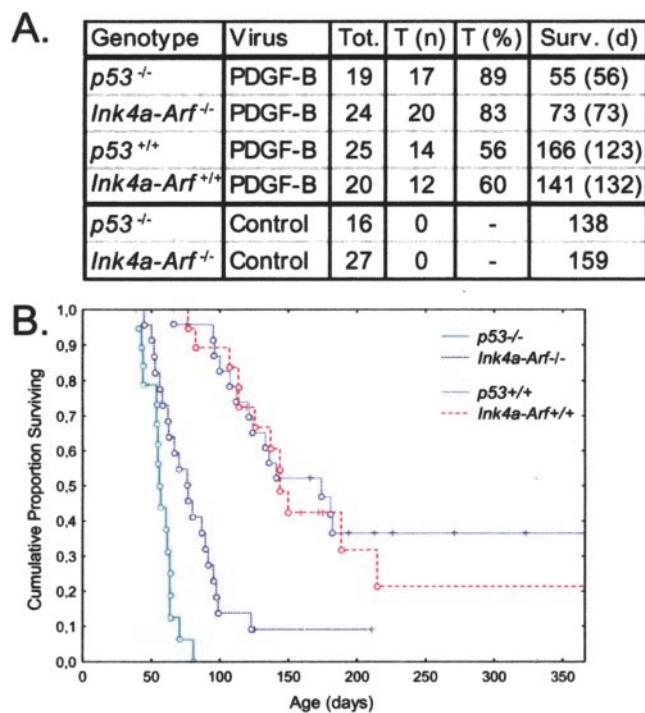 A.
Genotype Virus Tot. T (n) T (%) Surv. (d)
p53 -/- PDGF-B 19 17 89 55 (56)
Ink4a-Arf -/- PDGF-B 24 20 83 73 (73)
p53 +/+ PDGF-B 25 14 56 166 (123)
Ink4a-Arf +/+ PDGF-B 20 12 60 141 (132)
p53 -/- Control 16 0 - 138
Ink4a-Arf -/- Control 27 0 - 159
B.
1,0
0,9
0,8
0,7
0,6
0,5
0,4
0,3
0,2
0,1
0,0
Cumulative Proportion Surviving
p53-/-
Ink4a-Arf-/-
p53+/+
Ink4a-Arf+/+
0 50 100 150 200 250 300 350
Age (days)